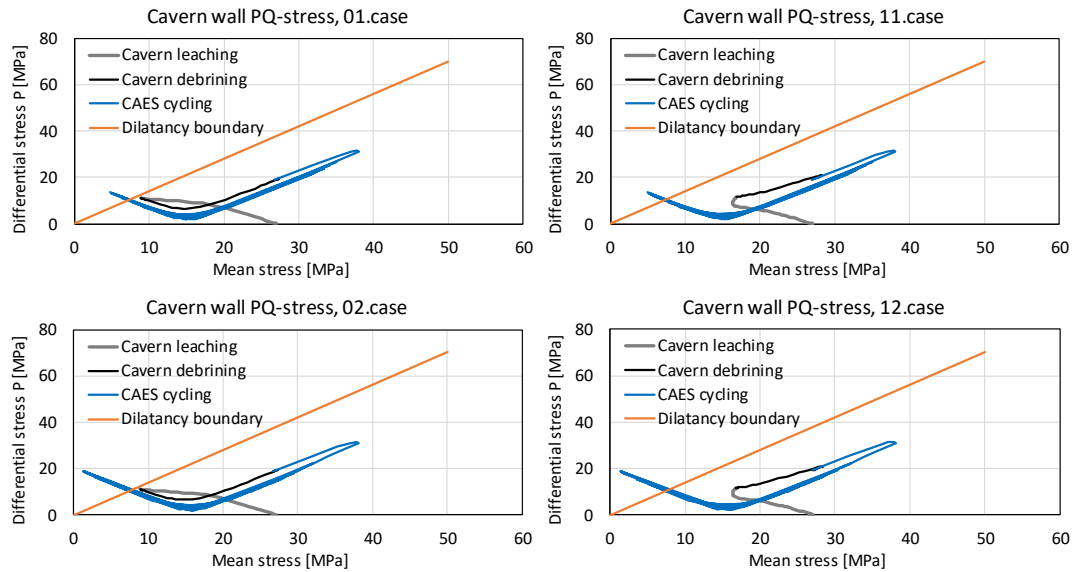 Cavern wall PQ-stress, 01.case
Differential stress P [MPa]
80
60
40
20
0
Cavern leaching
Cavern debrining
CAES cycling
Dilatancy boundary
0 10 20 30 40 50 60
Mean stress [MPa]
Cavern wall PQ-stress, 11.case
Differential stress P [MPa]
80
60
40
20
0
Cavern leaching
Cavern debrining
CAES cycling
Dilatancy boundary
0 10 20 30 40 50 60
Mean stress [MPa]
Cavern wall PQ-stress, 02.case
Differential stress P [MPa]
80
60
40
20
0
Cavern leaching
Cavern debrining
CAES cycling
Dilatancy boundary
0 10 20 30 40 50 60
Mean stress [MPa]
Cavern wall PQ-stress, 12.case
Differential stress P [MPa]
80
60
40
20
0
Cavern leaching
Cavern debrining
CAES cycling
Dilatancy boundary
0 10 20 30 40 50 60
Mean stress [MPa]